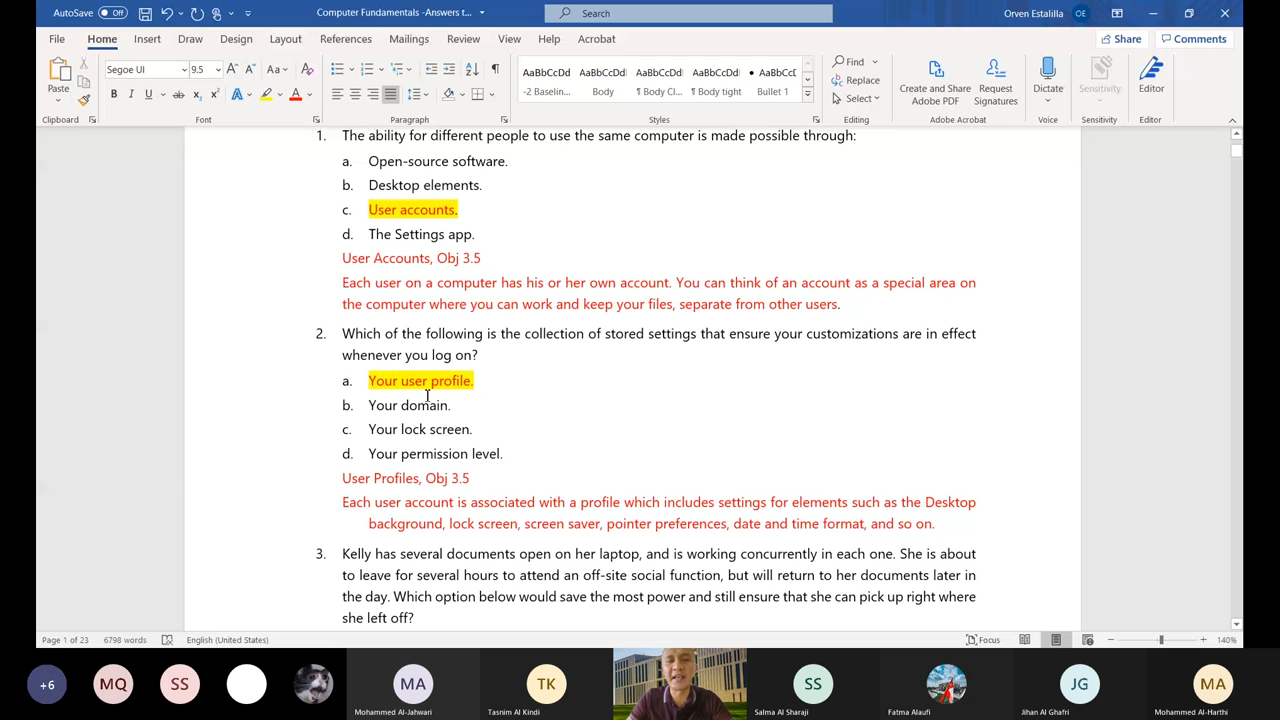 AutoSave Off
Computer Fundamentals -Answers t...
Search
Orven Estalilla OE
File Home Insert Draw Design Layout References Mailings Review View Help Acrobat Share Comments
Paste
Segoe UI 9.5
AaBbCcDd AaBbCcDd AaBbCcDd AaBbCcDd • AaBbCcD
-2 Baselin... Body ¶ Body Cl... ¶ Body tight Bullet 1
Find
Replace
Select
Create and Share Adobe PDF
Request Signatures
Dictate
Sensitivity
Editor
Clipboard Font Paragraph Styles Editing Adobe Acrobat Voice Sensitivity Editor
1. The ability for different people to use the same computer is made possible through:
a. Open-source software.
b. Desktop elements.
c. User accounts.
d. The Settings app.
User Accounts, Obj 3.5
Each user on a computer has his or her own account. You can think of an account as a special area on
the computer where you can work and keep your files, separate from other users.
2. Which of the following is the collection of stored settings that ensure your customizations are in effect
whenever you log on?
a. Your user profile.
b. Your domain.
c. Your lock screen.
d. Your permission level.
User Profiles, Obj 3.5
Each user account is associated with a profile which includes settings for elements such as the Desktop
background, lock screen, screen saver, pointer preferences, date and time format, and so on.
3. Kelly has several documents open on her laptop, and is working concurrently in each one. She is about
to leave for several hours to attend an off-site social function, but will return to her documents later in
the day. Which option below would save the most power and still ensure that she can pick up right where
she left off?
Page 1 of 23 6798 words English (United States) Focus 140%
+6 MQ SS MA TK SS JG MA
Mohammed Al-Jahwari Tasnim Al Kindi Salma Al Sharaji Fatma Alaufi Jihan Al Ghafri Mohammed Al-Harthi